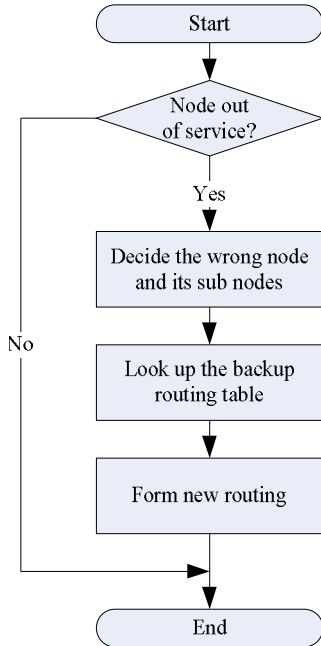 Start
Node out
of service?
Yes
Decide the wrong node
and its sub nodes
No
Look up the backup
routing table
Form new routing
End